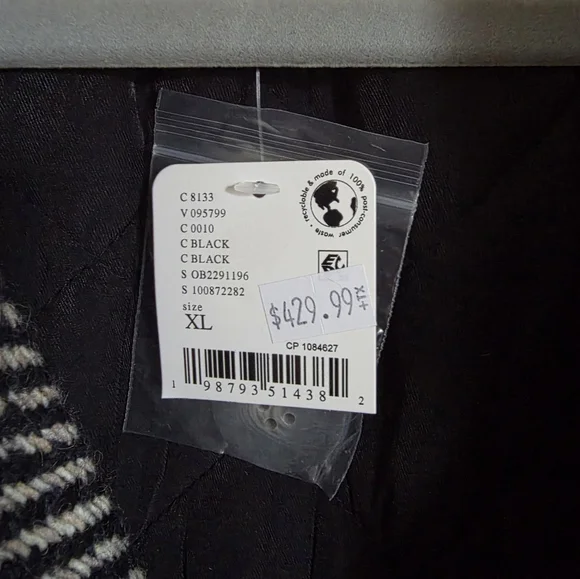 C 8133
V 095799
C 0010
C BLACK
C BLACK
S OB2291196
S 100872282
size
XL
recyclable & made of 100% post-consumer waste
$429.99+TX
CP 1084627
1 98793 51438 2